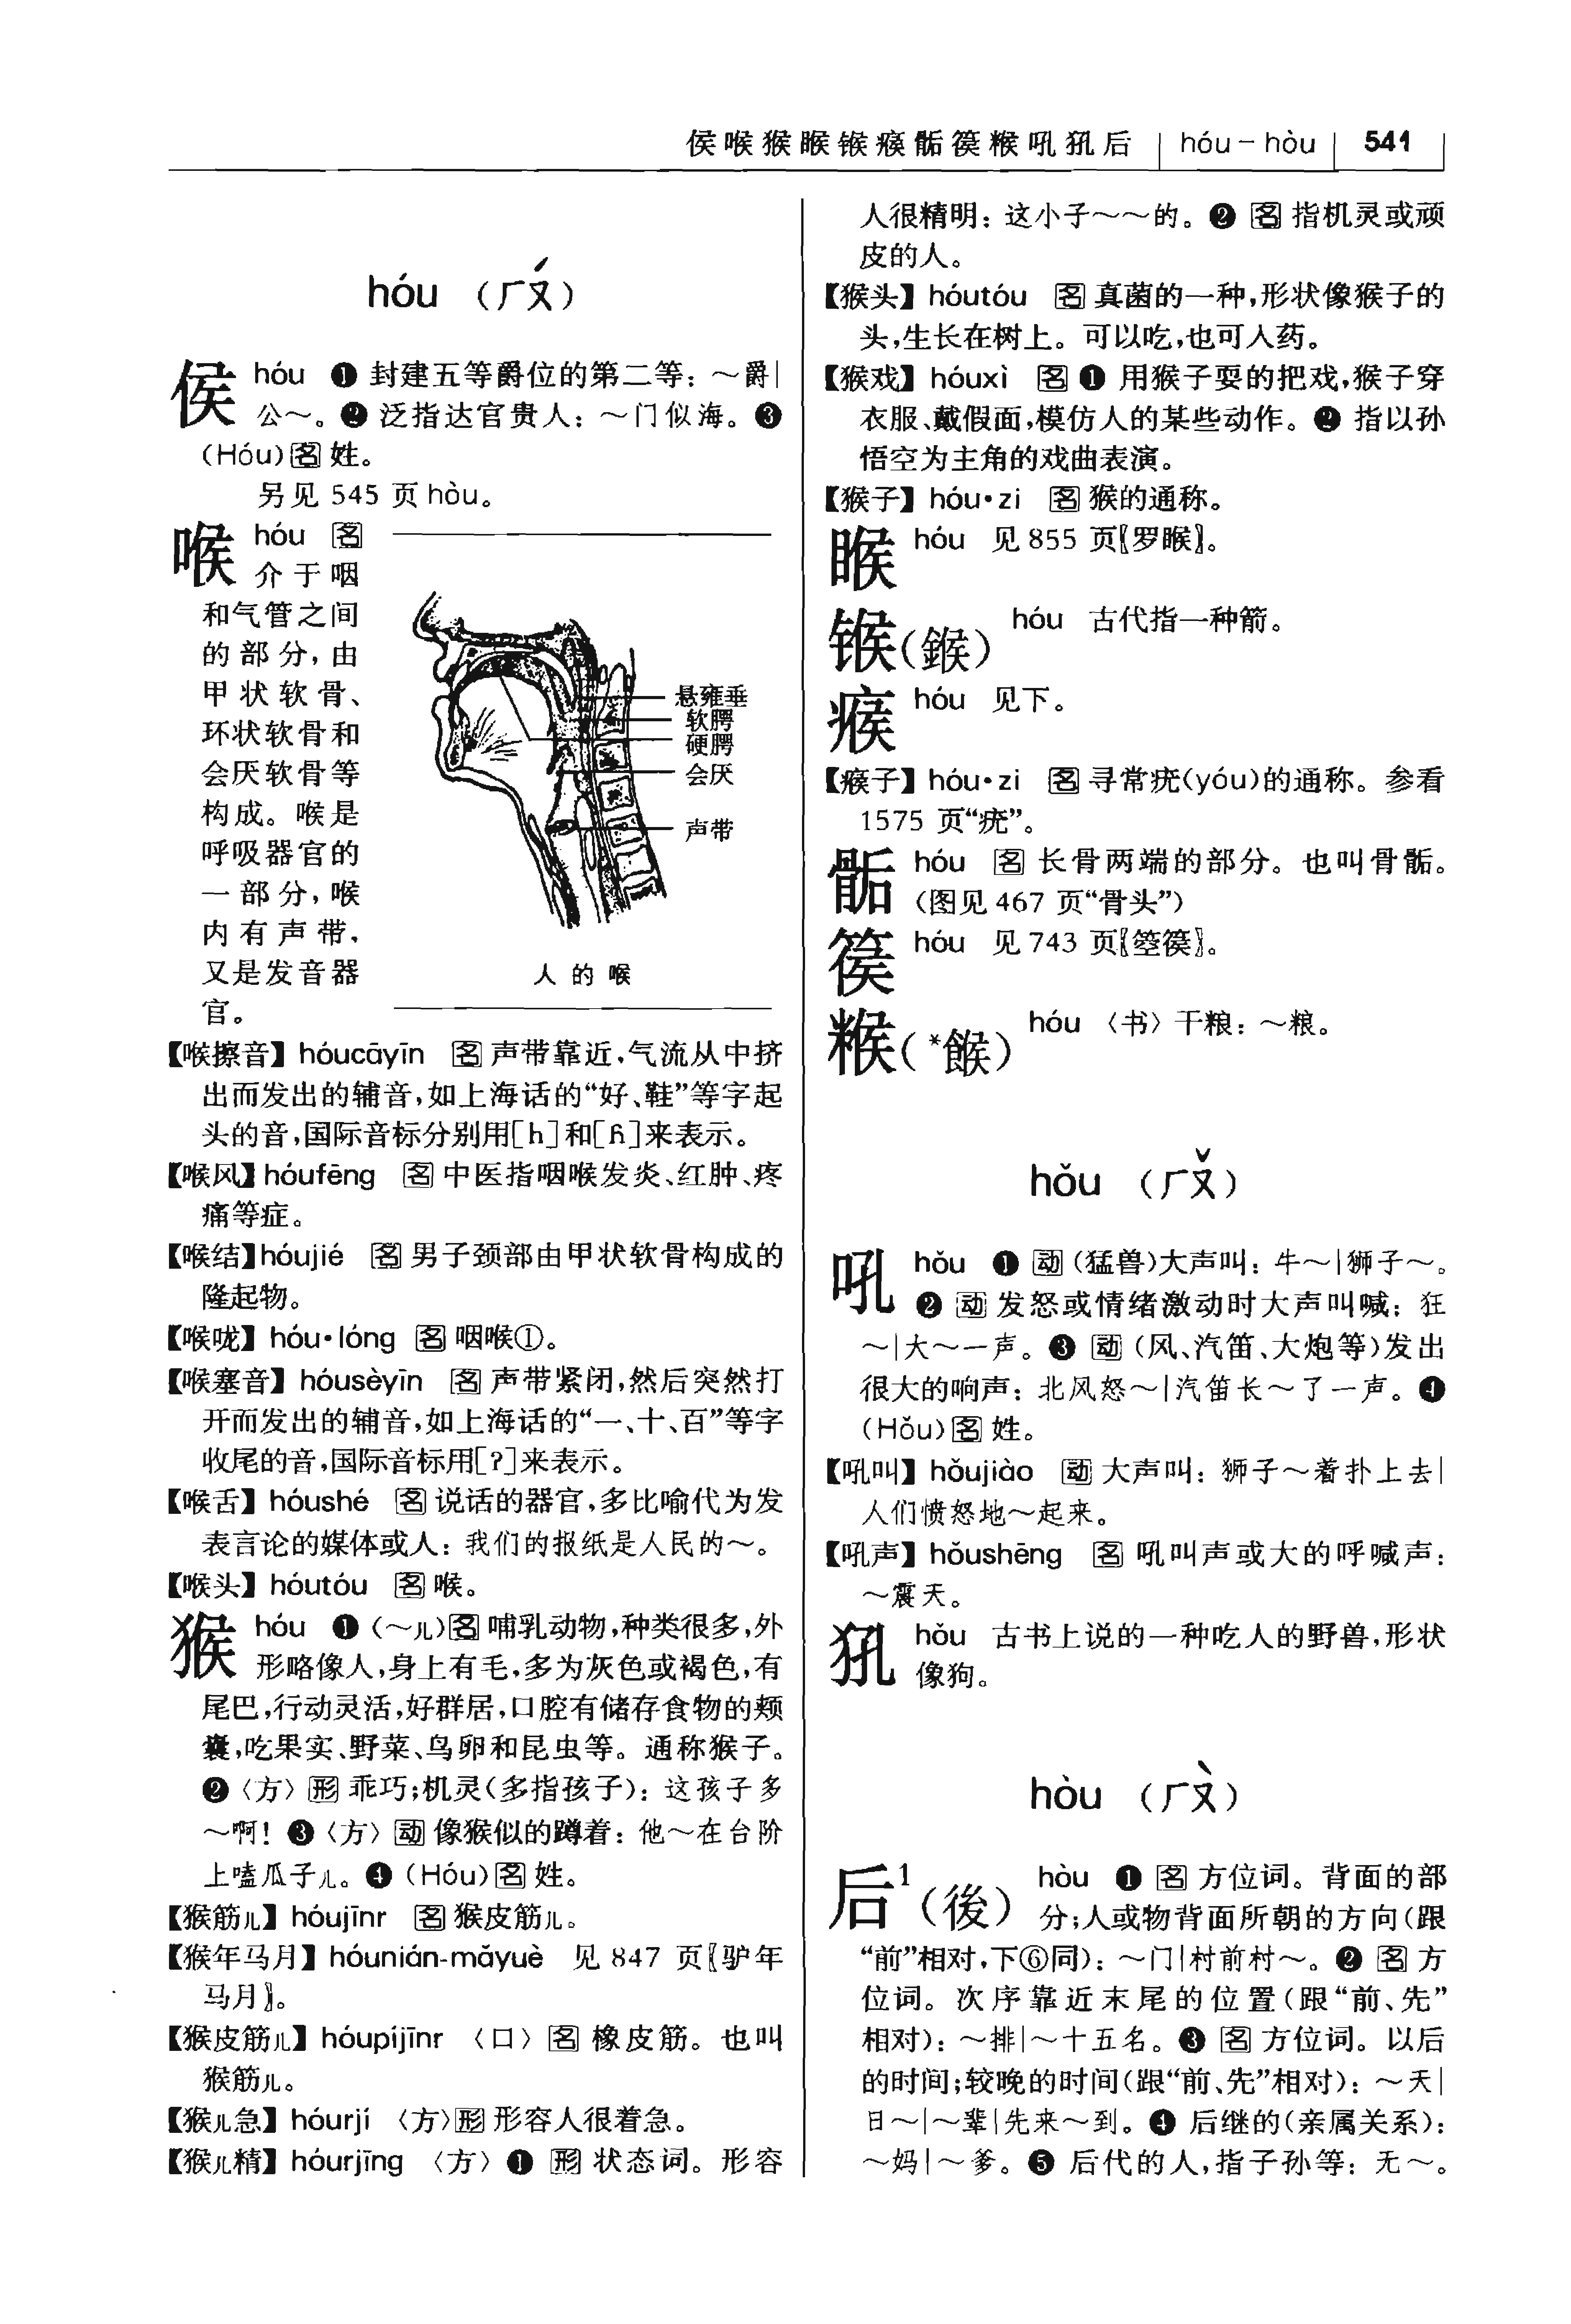 侯喉猴睺𬭤瘊骺篌糇吼犼后 | hóu－hòu | 541
hóu （ㄏㄡˊ）
侯 hóu ❶ 封建五等爵位的第二等：～爵|
公～。❷ 泛指达官贵人：～门似海。❸
（Hóu）名 姓。
另见 545 页 hòu。
喉 hóu 名
介于咽
和气管之间
的部分，由
甲状软骨、
环状软骨和
会厌软骨等
构成。喉是
呼吸器官的
一部分，喉
内有声带，
又是发音器
官。
悬雍垂
软腭
硬腭
会厌
声带
人的喉
【喉擦音】hóucāyīn 名 声带靠近，气流从中挤
出而发出的辅音，如上海话的“好、鞋”等字起
头的音，国际音标分别用[h]和[ɦ]来表示。
【喉风】hóufēng 名 中医指咽喉发炎、红肿、疼
痛等症。
【喉结】hóujié 名 男子颈部由甲状软骨构成的
隆起物。
【喉咙】hóu•lóng 名 咽喉①。
【喉塞音】hóusèyīn 名 声带紧闭，然后突然打
开而发出的辅音，如上海话的“一、十、百”等字
收尾的音，国际音标用[ʔ]来表示。
【喉舌】hóushé 名 说话的器官，多比喻代为发
表言论的媒体或人：我们的报纸是人民的～。
【喉头】hóutóu 名 喉。
猴 hóu ❶（～儿）名 哺乳动物，种类很多，外
形略像人，身上有毛，多为灰色或褐色，有
尾巴，行动灵活，好群居，口腔有储存食物的颊
囊，吃果实、野菜、鸟卵和昆虫等。通称猴子。
❷〈方〉形 乖巧；机灵（多指孩子）：这孩子多
～啊！❸〈方〉动 像猴似的蹲着：他～在台阶
上嗑瓜子儿。❹（Hóu）名 姓。
【猴筋儿】hóujīnr 名 猴皮筋儿。
【猴年马月】hóunián-mǎyuè 见 847 页〖驴年
马月〗。
【猴皮筋儿】hóupíjīnr 〈口〉名 橡皮筋。也叫
猴筋儿。
【猴儿急】hóurjí 〈方〉形 形容人很着急。
【猴儿精】hóurjīng 〈方〉❶ 形 状态词。形容
人很精明：这小子～～的。❷ 名 指机灵或顽
皮的人。
【猴头】hóutóu 名 真菌的一种，形状像猴子的
头，生长在树上。可以吃，也可入药。
【猴戏】hóuxì 名 ❶ 用猴子耍的把戏，猴子穿
衣服、戴假面，模仿人的某些动作。❷ 指以孙
悟空为主角的戏曲表演。
【猴子】hóu•zi 名 猴的通称。
睺 hóu 见 855 页〖罗睺〗。
𬭤（鍭） hóu 古代指一种箭。
瘊 hóu 见下。
【瘊子】hóu•zi 名 寻常疣（yóu）的通称。参看
1575 页“疣”。
骺 hóu 名 长骨两端的部分。也叫骨骺。
（图见 467 页“骨头”）
篌 hóu 见 743 页〖箜篌〗。
糇（*餱） hóu 〈书〉干粮：～粮。
hǒu （ㄏㄡˇ）
吼 hǒu ❶ 动（猛兽）大声叫：牛～|狮子～。
❷ 动 发怒或情绪激动时大声叫喊：狂
～|大～一声。❸ 动（风、汽笛、大炮等）发出
很大的响声：北风怒～|汽笛长～了一声。❹
（Hǒu）名 姓。
【吼叫】hǒujiào 动 大声叫：狮子～着扑上去|
人们愤怒地～起来。
【吼声】hǒushēng 名 吼叫声或大的呼喊声：
～震天。
犼 hǒu 古书上说的一种吃人的野兽，形状
像狗。
hòu （ㄏㄡˋ）
后¹（後） hòu ❶ 名 方位词。背面的部
分；人或物背面所朝的方向（跟
“前”相对，下⑥同）：～门|村前村～。❷ 名 方
位词。次序靠近末尾的位置（跟“前、先”
相对）：～排|～十五名。❸ 名 方位词。以后
的时间；较晚的时间（跟“前、先”相对）：～天|
日～|～辈|先来～到。❹ 后继的（亲属关系）：
～妈|～爹。❺ 后代的人，指子孙等：无～。